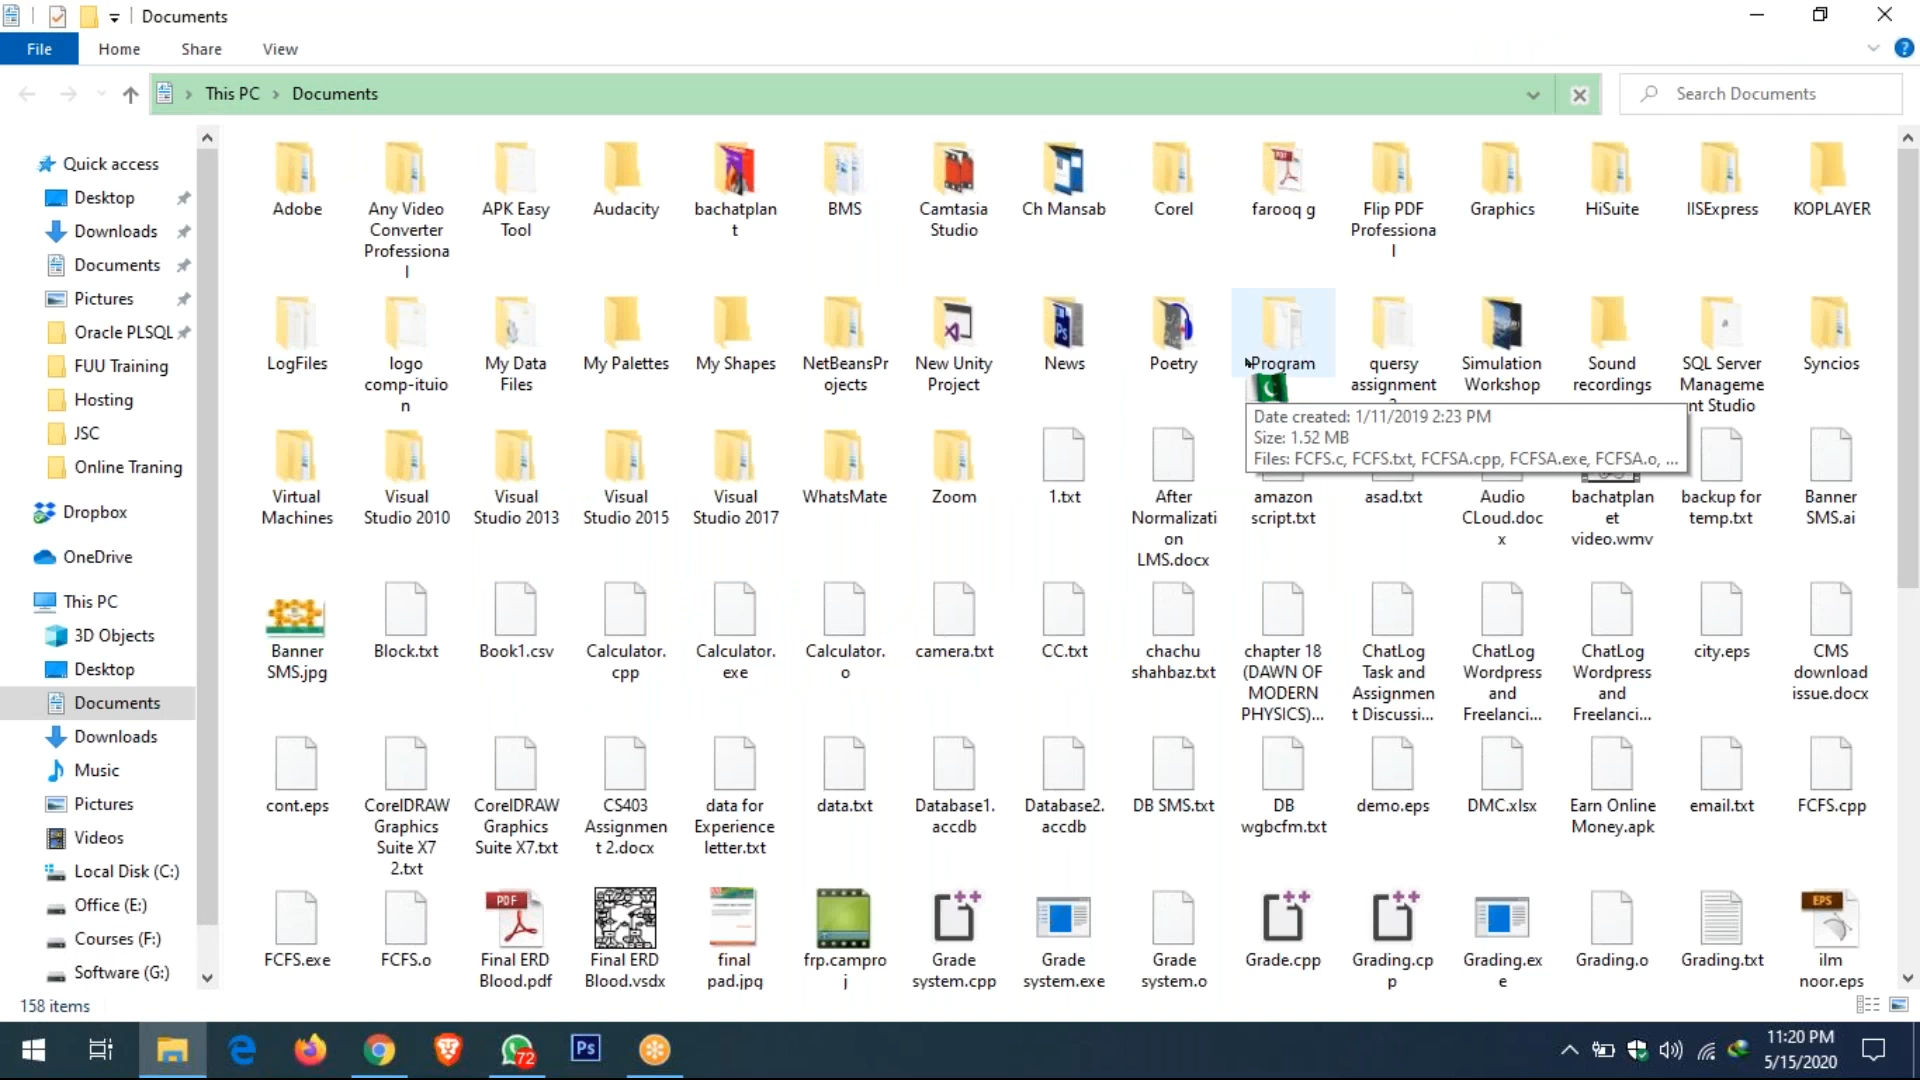 Documents
File Home Share View
This PC Documents
Search Documents
Quick access
Desktop
Downloads
Documents
Pictures
Oracle PLSQL
FUU Training
Hosting
JSC
Online Traning
Dropbox
OneDrive
This PC
3D Objects
Desktop
Documents
Downloads
Music
Pictures
Videos
Local Disk (C:)
Office (E:)
Courses (F:)
Software (G:)
Adobe
Any Video
Converter
Professiona
l
APK Easy
Tool
Audacity
bachatplan
t
BMS
Camtasia
Studio
Ch Mansab
Corel
farooq g
Flip PDF
Professiona
l
Graphics
HiSuite
IISExpress
KOPLAYER
LogFiles
logo
comp-ituio
n
My Data
Files
My Palettes
My Shapes
NetBeansPr
ojects
New Unity
Project
News
Poetry
Program
quersy
assignment
Simulation
Workshop
Sound
recordings
SQL Server
Manageme
nt Studio
Syncios
Date created: 1/11/2019 2:23 PM
Size: 1.52 MB
Files: FCFS.c, FCFS.txt, FCFSA.cpp, FCFSA.exe, FCFSA.o, ...
Virtual
Machines
Visual
Studio 2010
Visual
Studio 2013
Visual
Studio 2015
Visual
Studio 2017
WhatsMate
Zoom
1.txt
After
Normalizati
on
LMS.docx
amazon
script.txt
asad.txt
Audio
CLoud.doc
x
bachatplan
et
video.wmv
backup for
temp.txt
Banner
SMS.ai
Banner
SMS.jpg
Block.txt
Book1.csv
Calculator.
cpp
Calculator.
exe
Calculator.
o
camera.txt
CC.txt
chachu
shahbaz.txt
chapter 18
(DAWN OF
MODERN
PHYSICS)...
ChatLog
Task and
Assignmen
t Discussi...
ChatLog
Wordpress
and
Freelanci...
ChatLog
Wordpress
and
Freelanci...
city.eps
CMS
download
issue.docx
cont.eps
CorelDRAW
Graphics
Suite X7
2.txt
CorelDRAW
Graphics
Suite X7.txt
CS403
Assignmen
t 2.docx
data for
Experience
letter.txt
data.txt
Database1.
accdb
Database2.
accdb
DB SMS.txt
DB
wgbcfm.txt
demo.eps
DMC.xlsx
Earn Online
Money.apk
email.txt
FCFS.cpp
FCFS.exe
FCFS.o
PDF
Final ERD
Blood.pdf
Final ERD
Blood.vsdx
final
pad.jpg
frp.campro
j
Grade
system.cpp
Grade
system.exe
Grade
system.o
Grade.cpp
Grading.cp
p
Grading.ex
e
Grading.o
Grading.txt
EPS
ilm
noor.eps
158 items
72
Ps
11:20 PM
5/15/2020